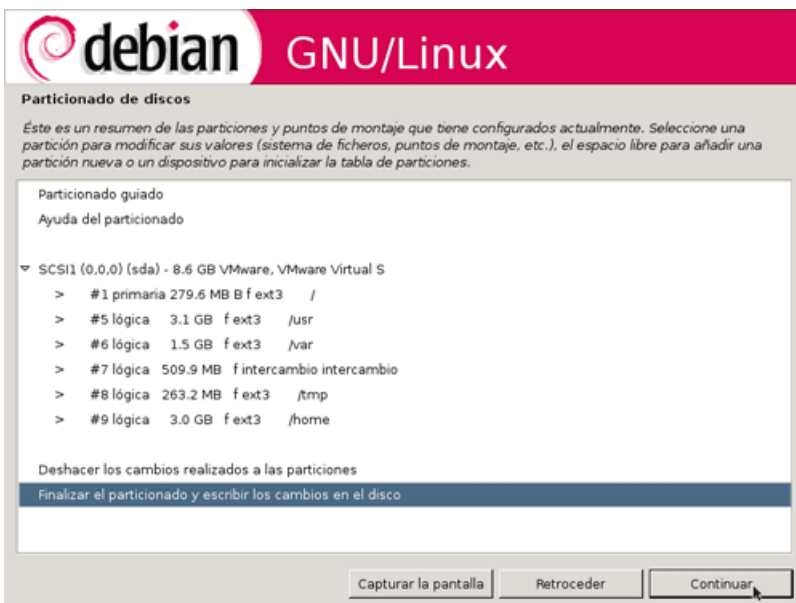 debian GNU/Linux
Particionado de discos
Éste es un resumen de las particiones y puntos de montaje que tiene configurados actualmente. Seleccione una
partición para modificar sus valores (sistema de ficheros, puntos de montaje, etc.), el espacio libre para añadir una
partición nueva o un dispositivo para inicializar la tabla de particiones.
Particionado guiado
Ayuda del particionado
SCSI1 (0,0,0) (sda) - 8.6 GB VMware, VMware Virtual S
> #1 primaria 279.6 MB B f ext3 /
> #5 lógica 3.1 GB f ext3 /usr
> #6 lógica 1.5 GB f ext3 /var
> #7 lógica 509.9 MB f intercambio intercambio
> #8 lógica 263.2 MB f ext3 /tmp
> #9 lógica 3.0 GB f ext3 /home
Deshacer los cambios realizados a las particiones
Finalizar el particionado y escribir los cambios en el disco
Capturar la pantalla Retroceder Continuar